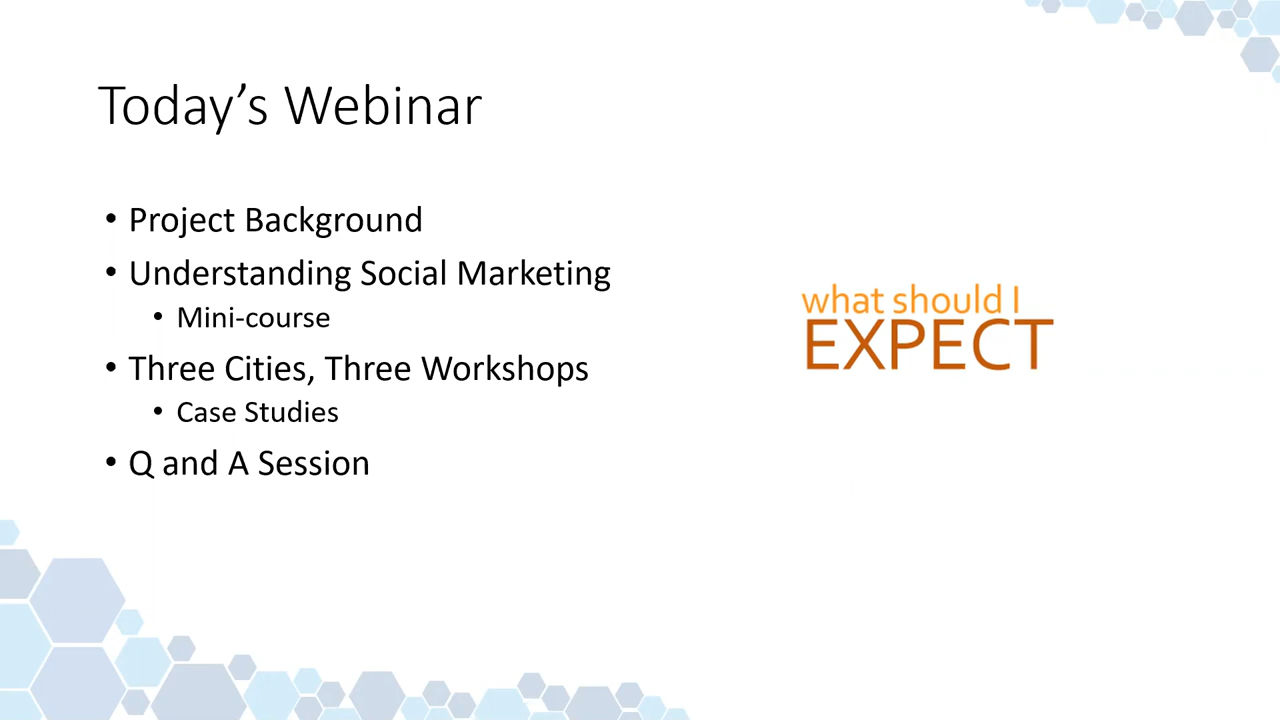 Today’s Webinar
• Project Background
• Understanding Social Marketing
• Mini-course
• Three Cities, Three Workshops
• Case Studies
• Q and A Session
what should I
EXPECT